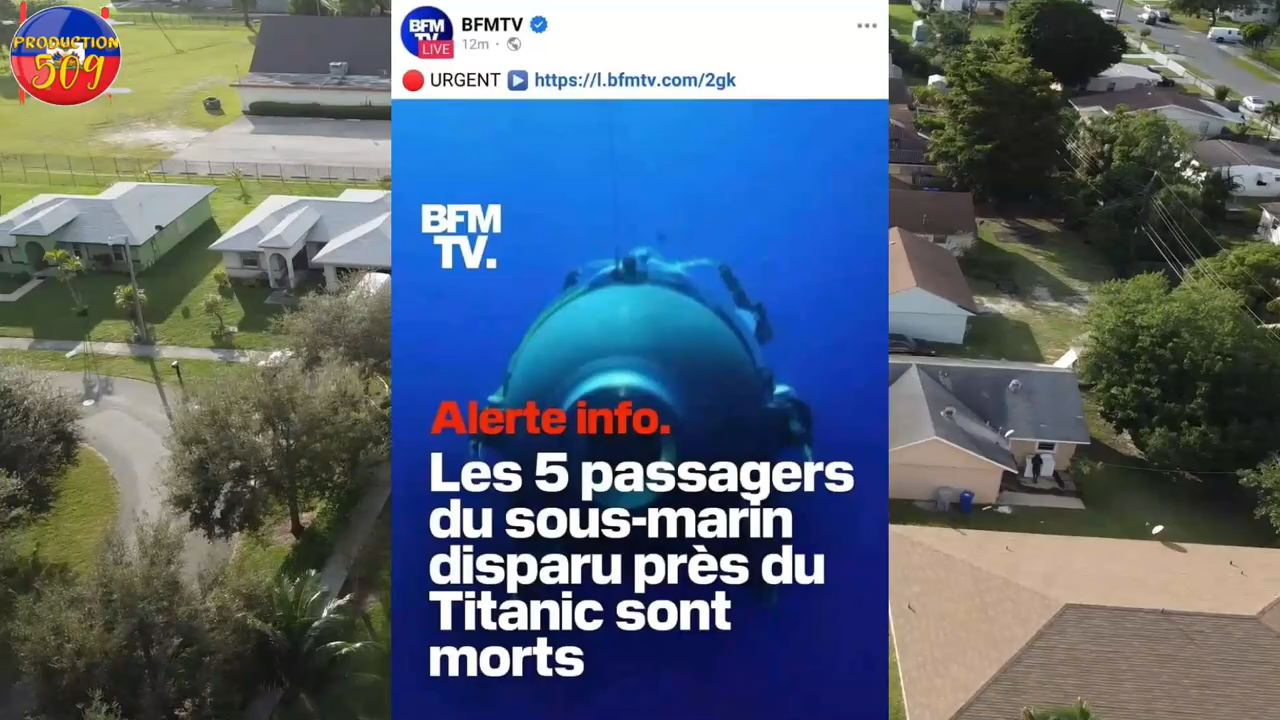 PRODUCTION
509
BFM
TV.
LIVE
BFMTV
12m ·
URGENT https://l.bfmtv.com/2gk
BFM
TV.
Alerte info.
Les 5 passagers
du sous-marin
disparu près du
Titanic sont
morts